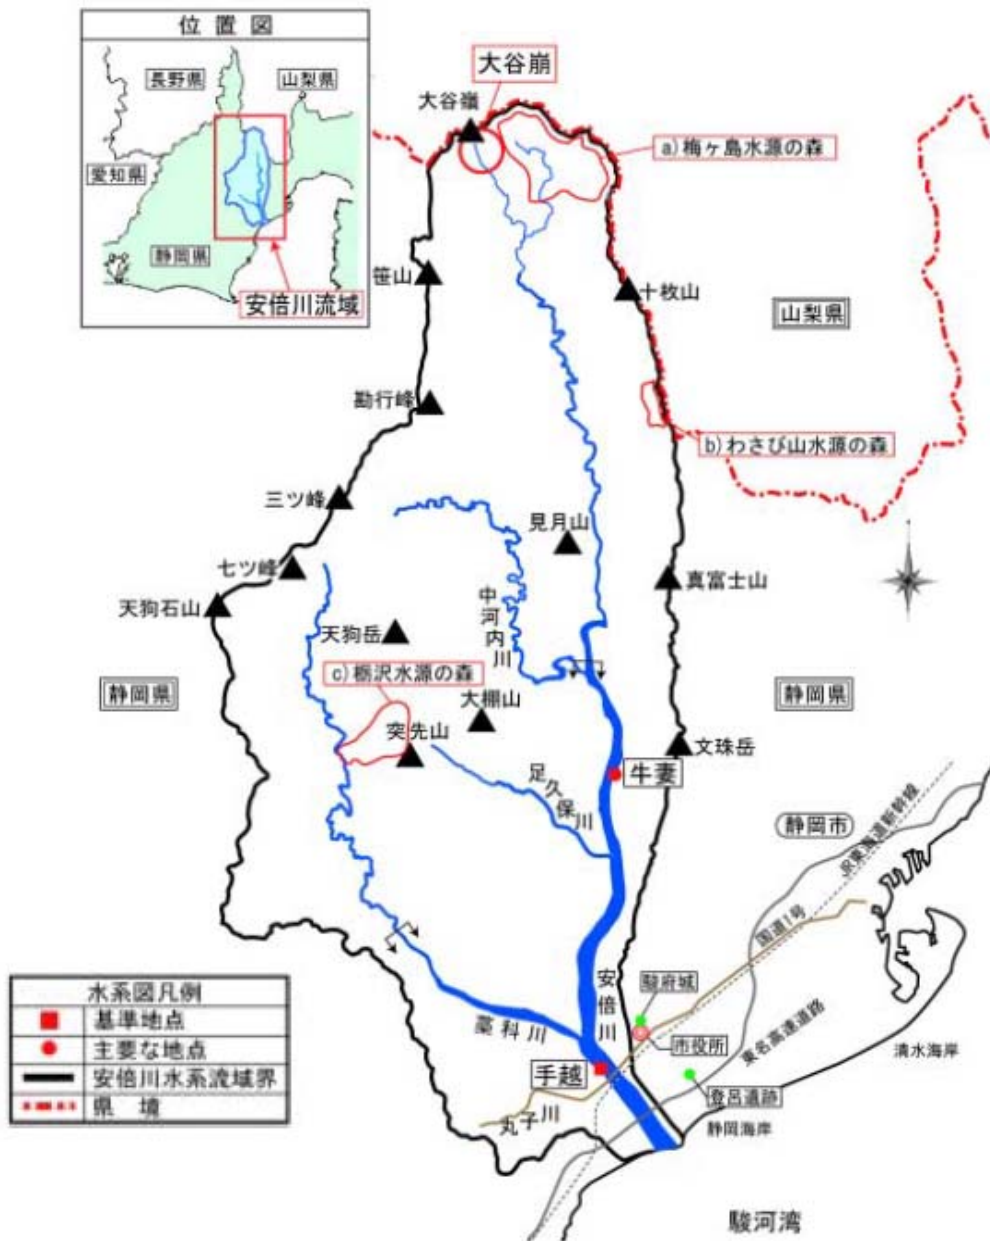 位置図
長野県
山梨県
愛知県
静岡県
安倍川流域
大谷崩
大谷嶺
a)梅ヶ島水源の森
笹山
十枚山
山梨県
勘行峰
b)わさび山水源の森
三ツ峰
見月山
七ツ峰
真富士山
天狗石山
中河内川
天狗岳
c)栃沢水源の森
静岡県
静岡県
大棚山
突先山
文珠岳
牛妻
足久保川
静岡市
JR東海道新幹線
国道1号
安倍川
駿府城
水系図凡例
基準地点
主要な地点
安倍川水系流域界
県境
藁科川
市役所
東名高速道路
清水海岸
手越
登呂遺跡
丸子川
静岡海岸
駿河湾